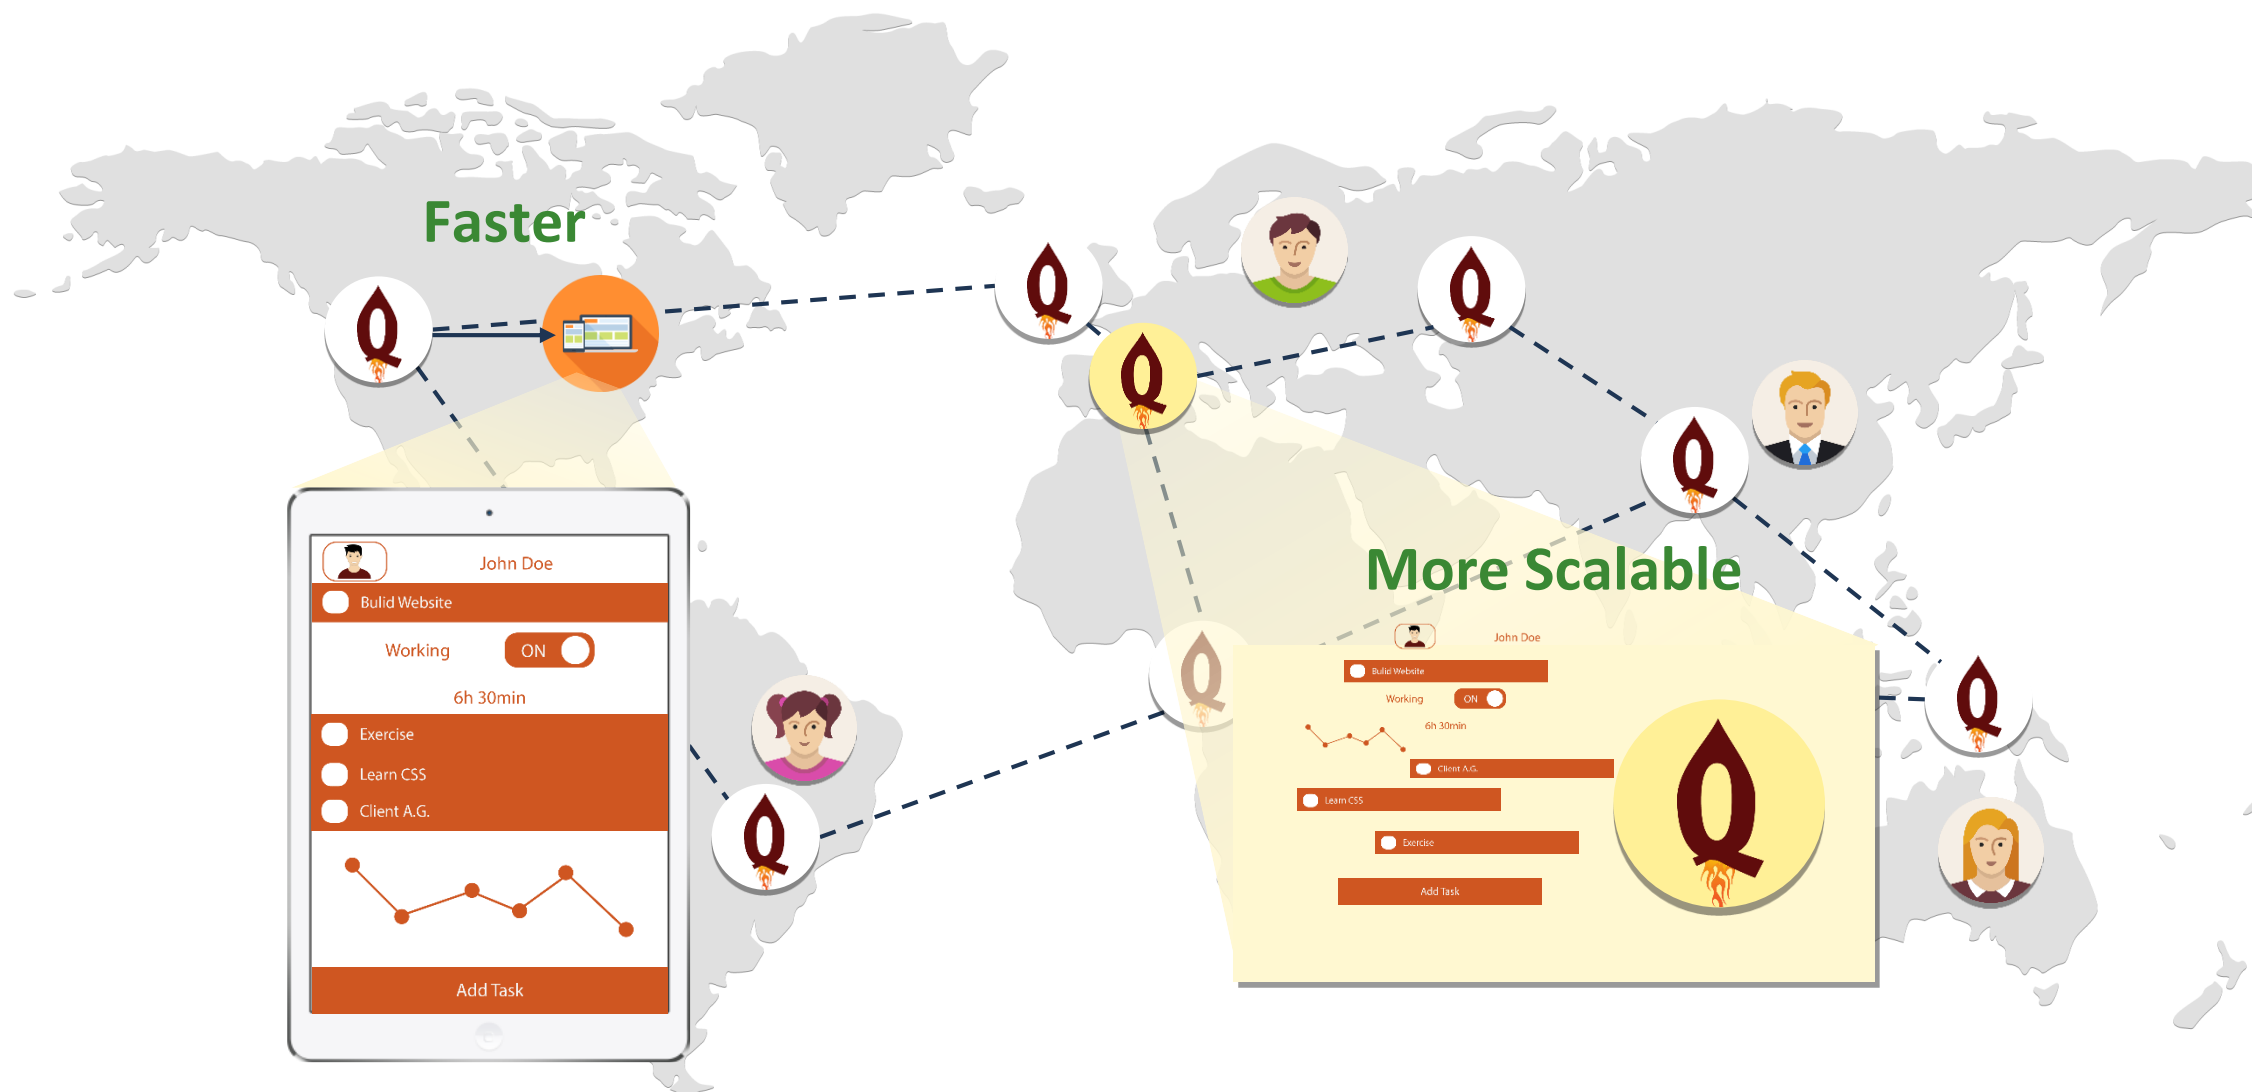 Faster
Q
Q
Q
Q
Q
Q
Q
Q
John Doe
Bulid Website
Working
ON
6h 30min
Exercise
Learn CSS
Client A.G.
Add Task
More Scalable
John Doe
Bulid Website
Working
ON
6h 30min
Client A.G.
Learn CSS
Exercise
Add Task
Q